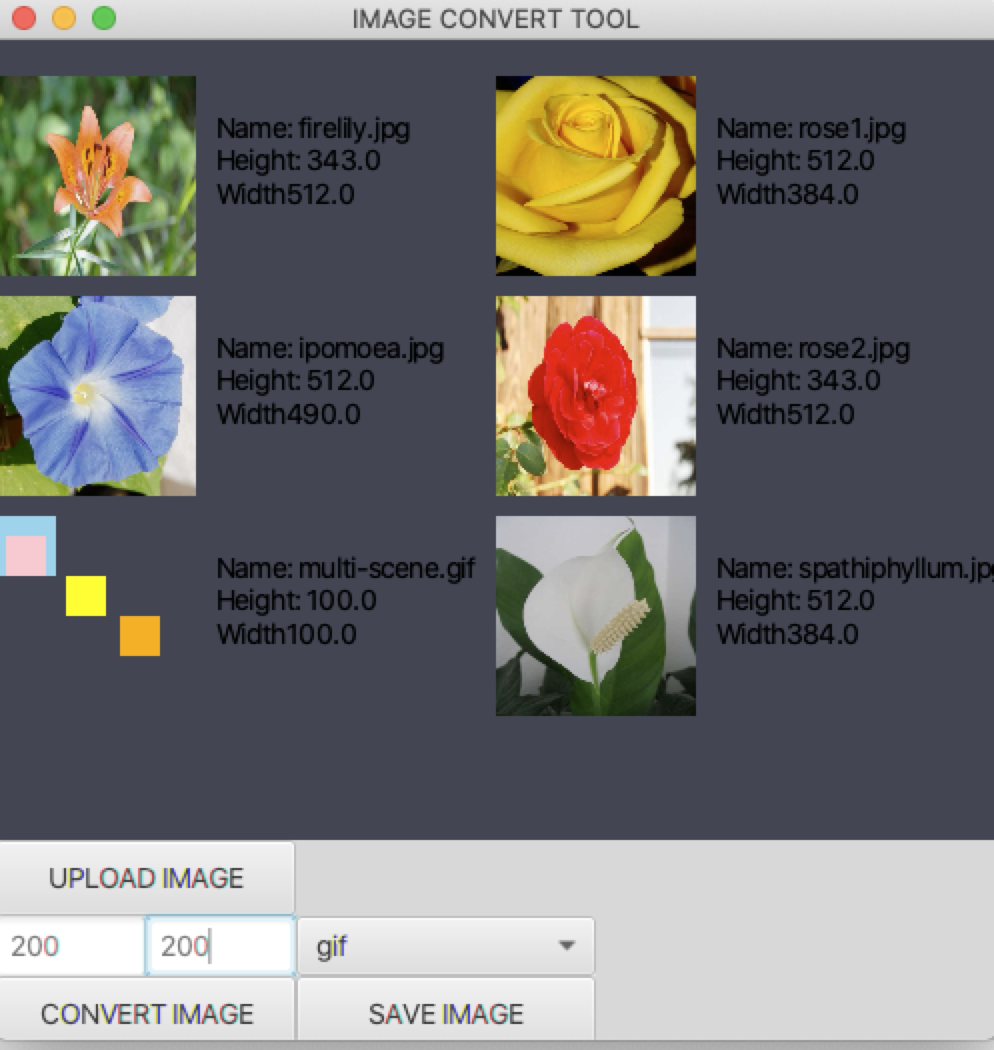 IMAGE CONVERT TOOL
Name: firelily.jpg
Height: 343.0
Width512.0
Name: rose1.jpg
Height: 512.0
Width384.0
Name: ipomoea.jpg
Height: 512.0
Width490.0
Name: rose2.jpg
Height: 343.0
Width512.0
Name: multi-scene.gif
Height: 100.0
Width100.0
Name: spathiphyllum.jpg
Height: 512.0
Width384.0
UPLOAD IMAGE
200 200 gif
CONVERT IMAGE SAVE IMAGE